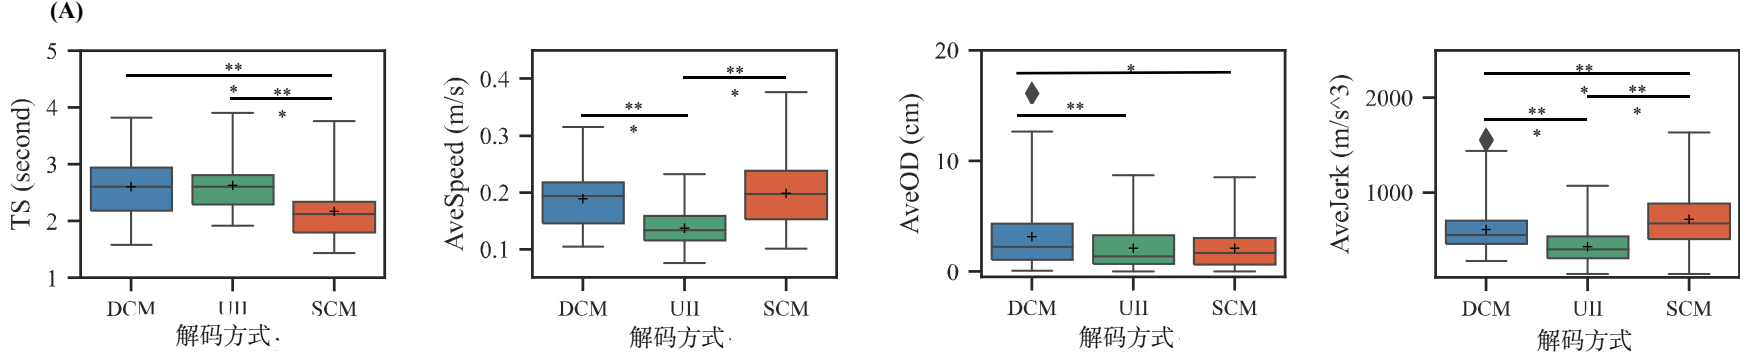 (A)
TS (second)
5
4
3
2
1
**
*
**
*
DCM UII SCM
解码方式
AveSpeed (m/s)
0.4
0.3
0.2
0.1
**
*
**
*
DCM UII SCM
解码方式
AveOD (cm)
20
10
0
*
**
DCM UII SCM
解码方式
AveJerk (m/s^3)
2000
1000
**
*
**
*
**
*
DCM UII SCM
解码方式